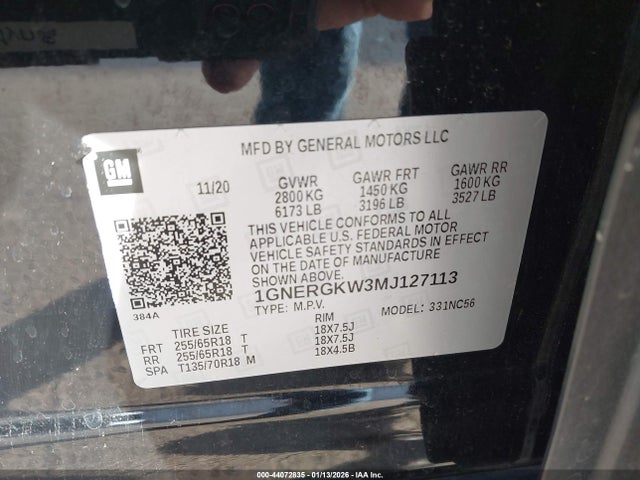 MFD BY GENERAL MOTORS LLC
GM
11/20 GVWR GAWR FRT GAWR RR
2800 KG 1450 KG 1600 KG
6173 LB 3196 LB 3527 LB
THIS VEHICLE CONFORMS TO ALL
APPLICABLE U.S. FEDERAL MOTOR
VEHICLE SAFETY STANDARDS IN EFFECT
ON THE DATE OF MANUFACTURE
SHOWN ABOVE.
1GNERGKW3MJ127113
384A
TYPE: M.P.V. MODEL: 331NC56
TIRE SIZE RIM
FRT 255/65R18 T 18X7.5J
RR 255/65R18 T 18X7.5J
SPA T135/70R18 M 18X4.5B
000-44072835 - 01/13/2026 - IAA Inc.